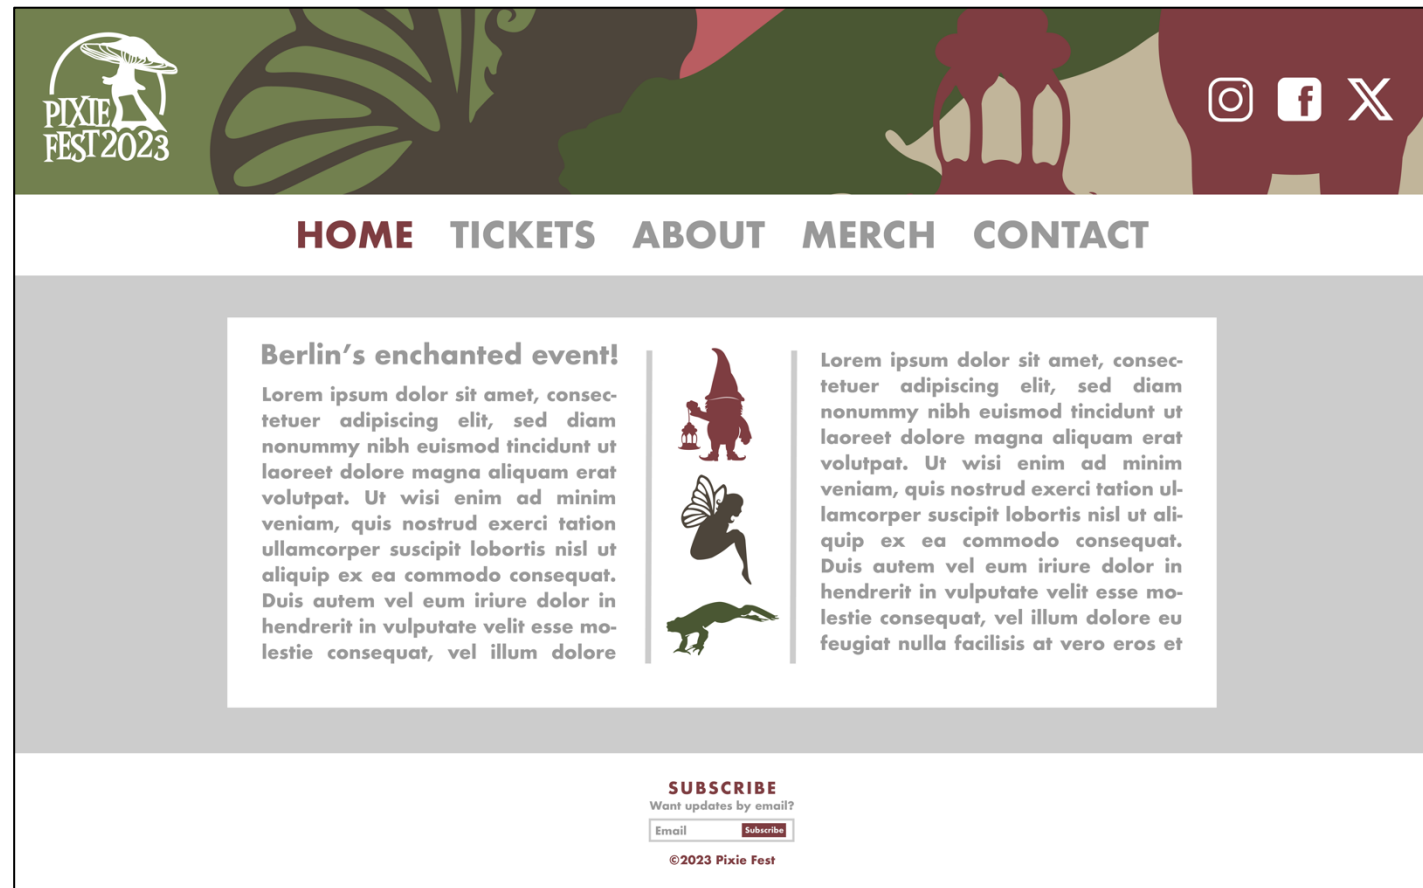 PIXIE
FEST 2023
HOME TICKETS ABOUT MERCH CONTACT
Berlin's enchanted event!
Lorem ipsum dolor sit amet, consec-
tetuer adipiscing elit, sed diam
nonummy nibh euismod tincidunt ut
laoreet dolore magna aliquam erat
volutpat. Ut wisi enim ad minim
veniam, quis nostrud exerci tation
ullamcorper suscipit lobortis nisl ut
aliquip ex ea commodo consequat.
Duis autem vel eum iriure dolor in
hendrerit in vulputate velit esse mo-
lestie consequat, vel illum dolore
Lorem ipsum dolor sit amet, consec-
tetuer adipiscing elit, sed diam
nonummy nibh euismod tincidunt ut
laoreet dolore magna aliquam erat
volutpat. Ut wisi enim ad minim
veniam, quis nostrud exerci tation ul-
lamcorper suscipit lobortis nisl ut ali-
quip ex ea commodo consequat.
Duis autem vel eum iriure dolor in
hendrerit in vulputate velit esse mo-
lestie consequat, vel illum dolore eu
feugiat nulla facilisis at vero eros et
SUBSCRIBE
Want updates by email?
Email Subscribe
©2023 Pixie Fest